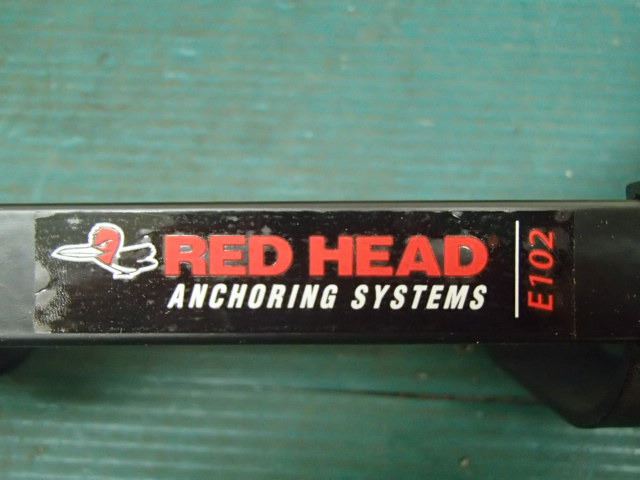 RED HEAD
ANCHORING SYSTEMS
E102